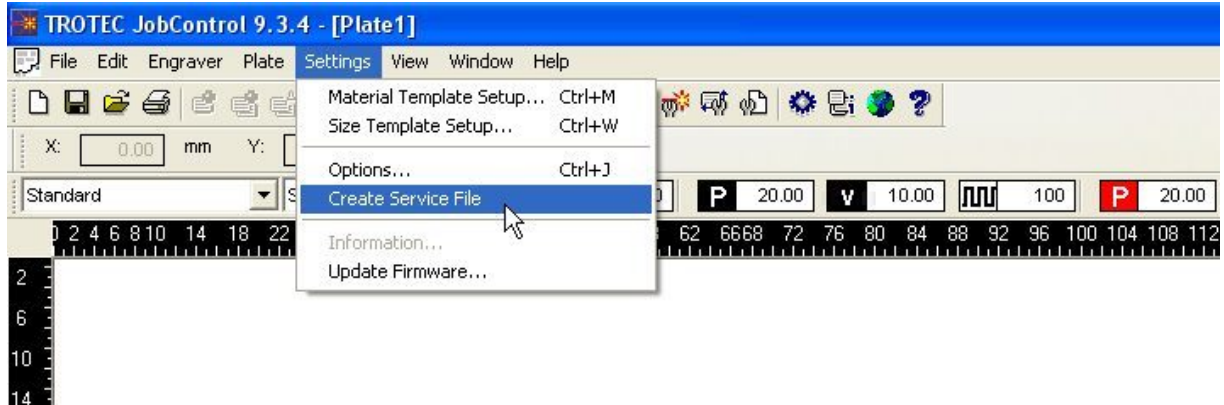 TROTEC JobControl 9.3.4 - [Plate1]
File Edit Engraver Plate Settings View Window Help
Material Template Setup... Ctrl+M
Size Template Setup... Ctrl+W
Options... Ctrl+J
Create Service File
Information...
Update Firmware...
X: 0.00 mm Y:
Standard P 20.00 v 10.00 100 P 20.00
2 4 6 8 10 14 18 22 62 6668 72 76 80 84 88 92 96 100 104 108 112
2
6
10
14